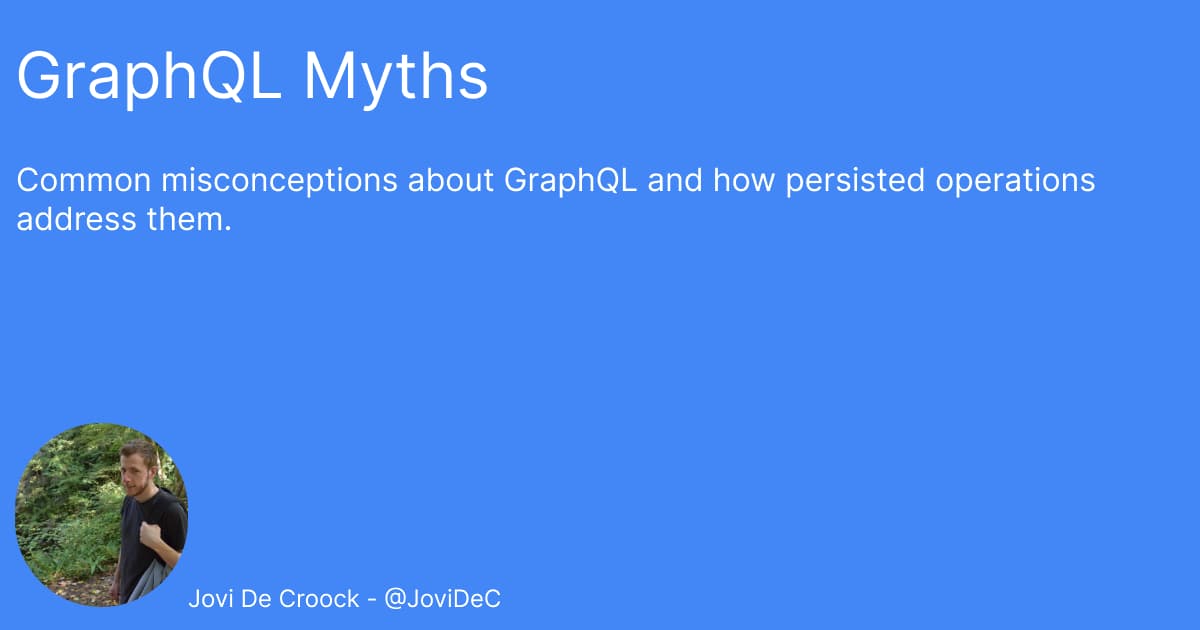 GraphQL Myths
Common misconceptions about GraphQL and how persisted operations
address them.
Jovi De Croock - @JoviDeC